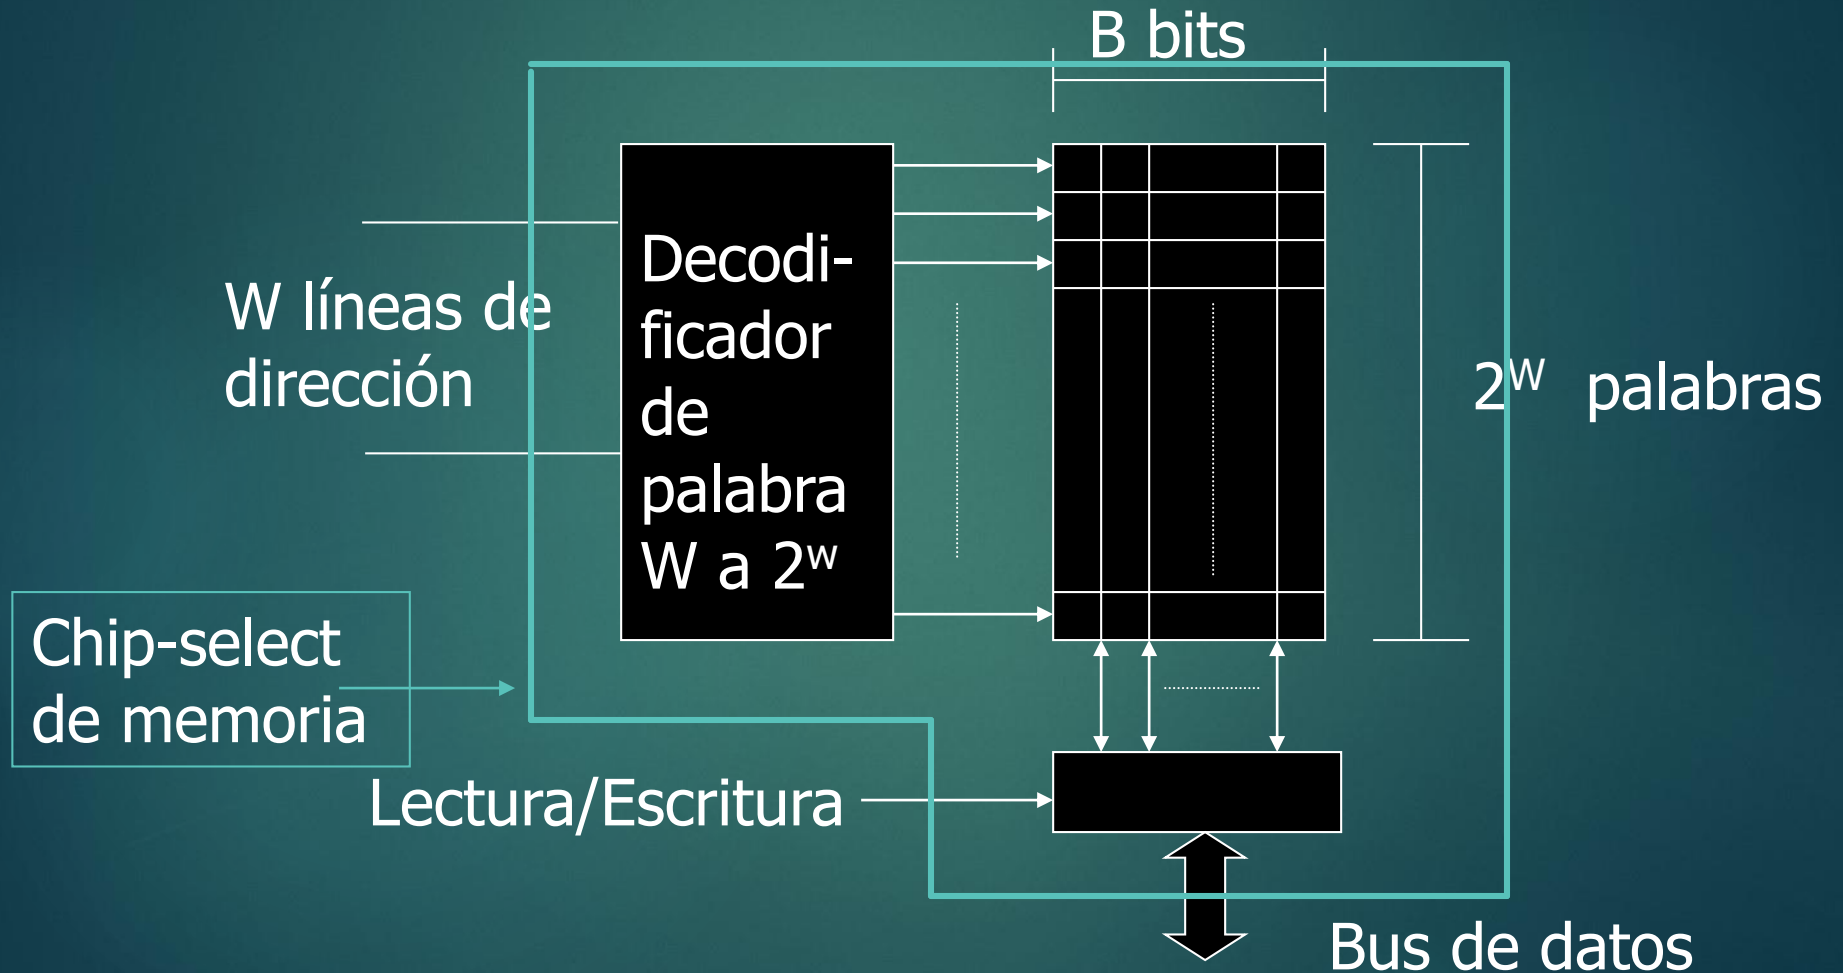 B bits
W líneas de
dirección
Decodi-
ficador
de
palabra
W a 2ᵂ
2ᵂ palabras
Chip-select
de memoria
Lectura/Escritura
Bus de datos